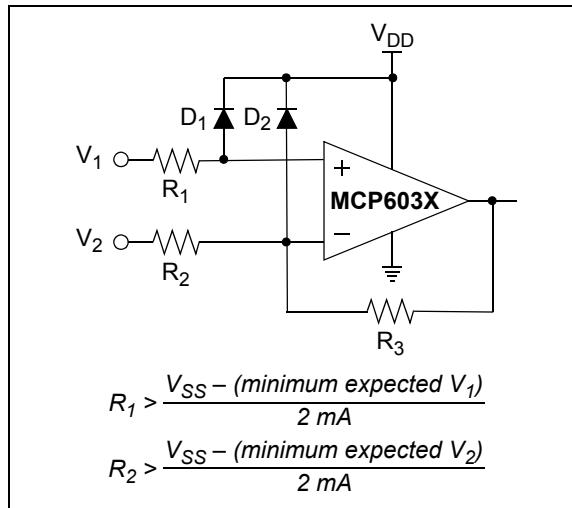 V_DD
D_1 D_2
V_1
R_1
+
MCP603X
V_2
–
R_2
R_3
R_1 > V_SS – (minimum expected V_1)
2 mA
R_2 > V_SS – (minimum expected V_2)
2 mA